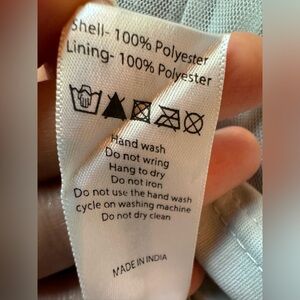 Shell- 100% Polyester
Lining- 100% Polyester
Hand wash
Do not wring
Hang to dry
Do not iron
Do not use the hand wash
cycle on washing machine
Do not dry clean
MADE IN INDIA